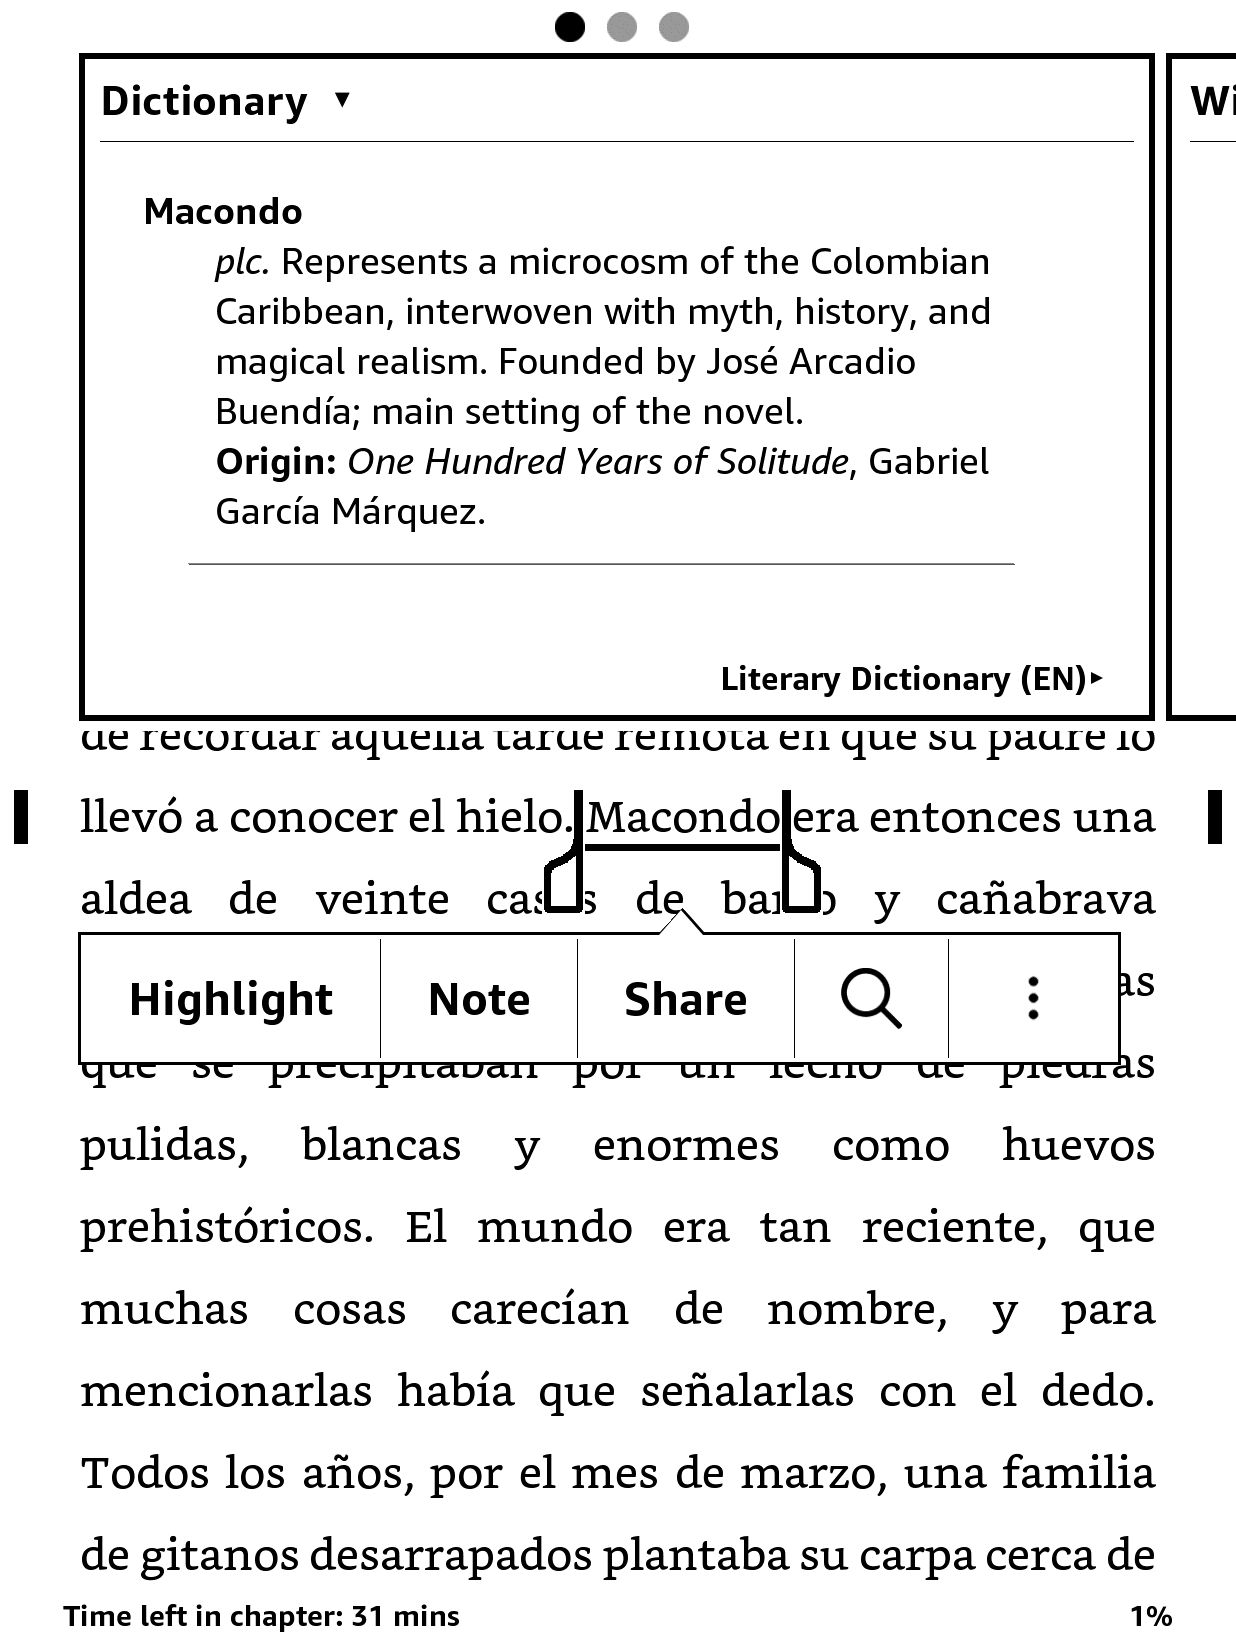 Dictionary ▼
Wi
Macondo
plc. Represents a microcosm of the Colombian
Caribbean, interwoven with myth, history, and
magical realism. Founded by José Arcadio
Buendía; main setting of the novel.
Origin: One Hundred Years of Solitude, Gabriel
García Márquez.
Literary Dictionary (EN)▸
de recordar aquella tarde remota en que su padre lo
llevó a conocer el hielo. Macondo era entonces una
aldea de veinte casas de barro y cañabrava
Highlight Note Share
as
que se precipitaban por un lecho de piedras
pulidas, blancas y enormes como huevos
prehistóricos. El mundo era tan reciente, que
muchas cosas carecían de nombre, y para
mencionarlas había que señalarlas con el dedo.
Todos los años, por el mes de marzo, una familia
de gitanos desarrapados plantaba su carpa cerca de
Time left in chapter: 31 mins
1%